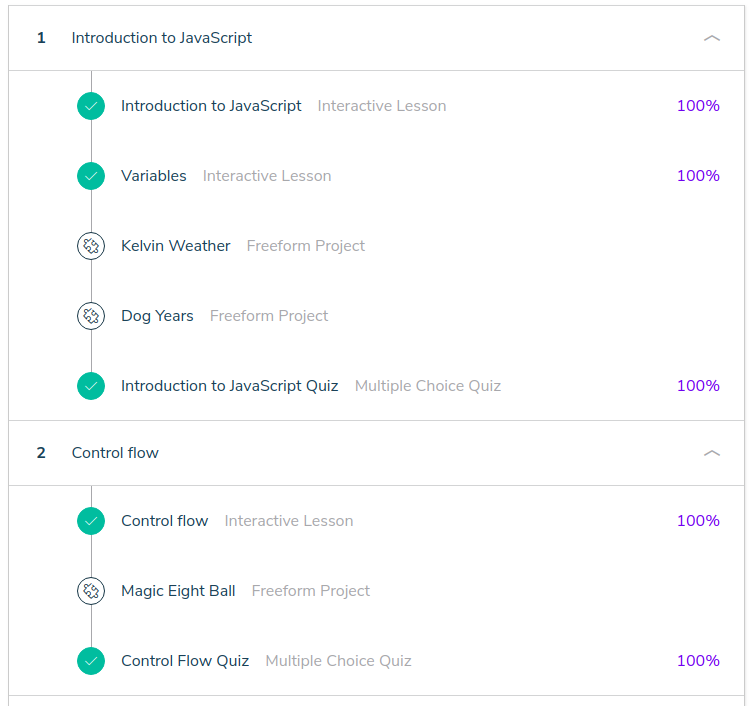 1 Introduction to JavaScript
Introduction to JavaScript Interactive Lesson 100%
Variables Interactive Lesson 100%
Kelvin Weather Freeform Project
Dog Years Freeform Project
Introduction to JavaScript Quiz Multiple Choice Quiz 100%
2 Control flow
Control flow Interactive Lesson 100%
Magic Eight Ball Freeform Project
Control Flow Quiz Multiple Choice Quiz 100%